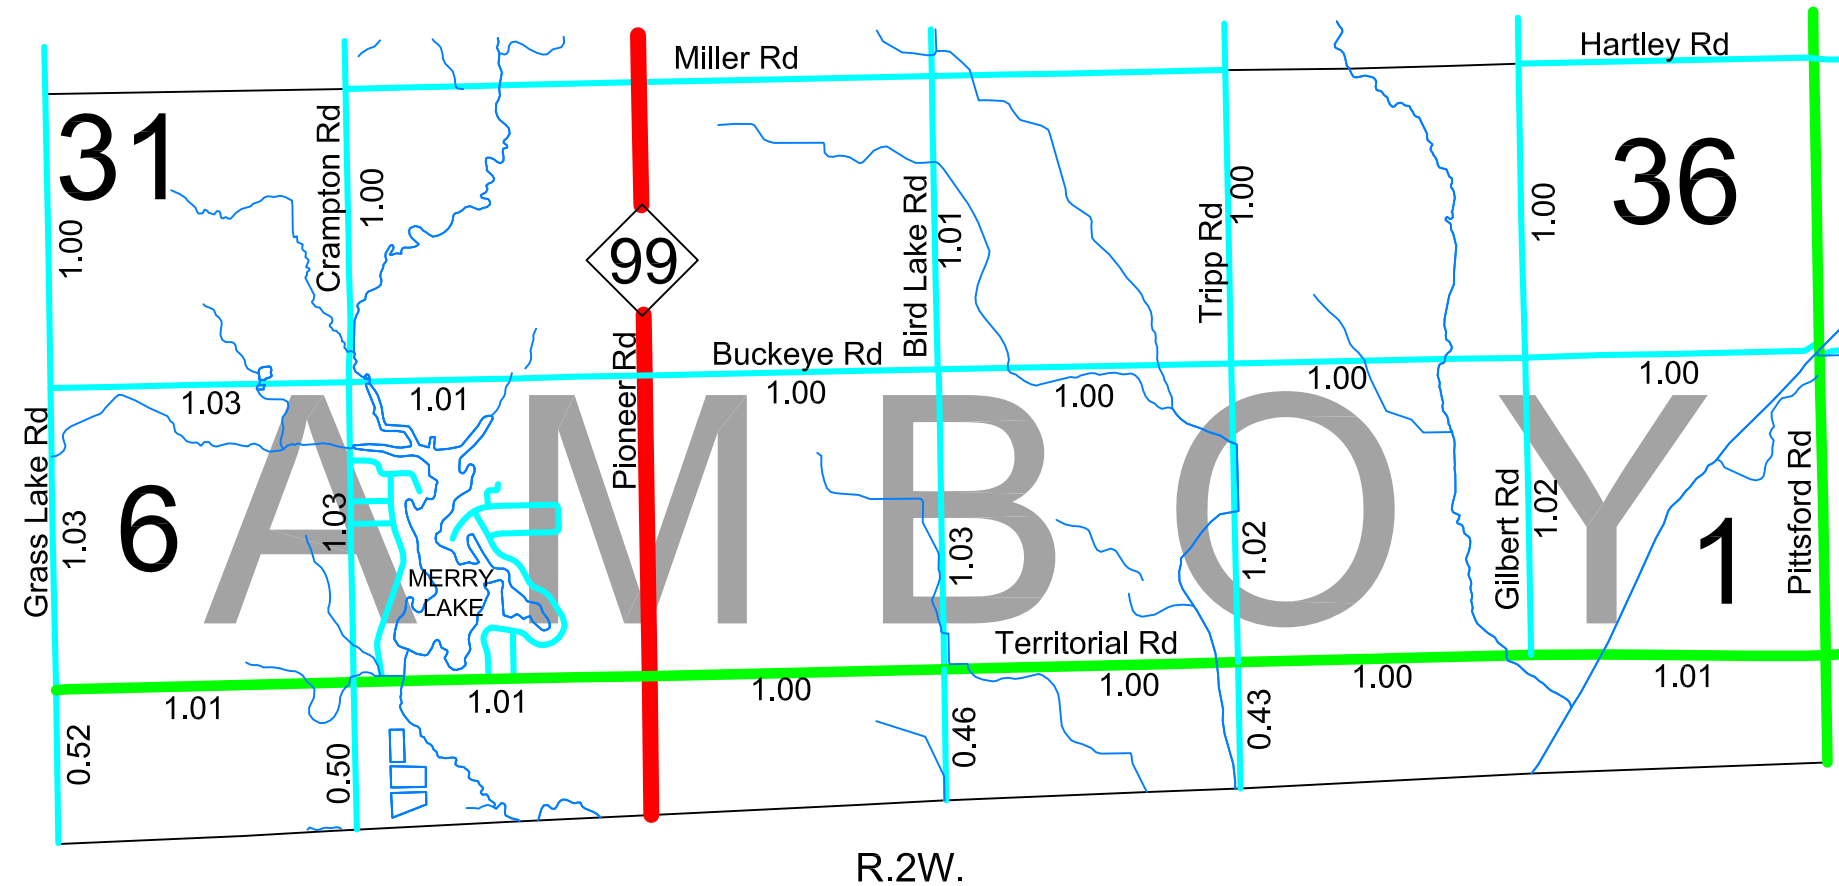 Miller Rd
Hartley Rd
31
36
Crampton Rd
1.00
1.00
99
Bird Lake Rd
1.01
Tripp Rd
1.00
1.00
Pioneer Rd
Buckeye Rd
1.03
1.01
1.00
1.00
1.00
1.00
AMBOY
Grass Lake Rd
1.03
6
1.03
MERRY
LAKE
1.03
1.02
Gilbert Rd
1.02
1
Pittsford Rd
Territorial Rd
1.01
1.01
1.00
1.00
1.00
1.01
0.52
0.50
0.46
0.43
R.2W.